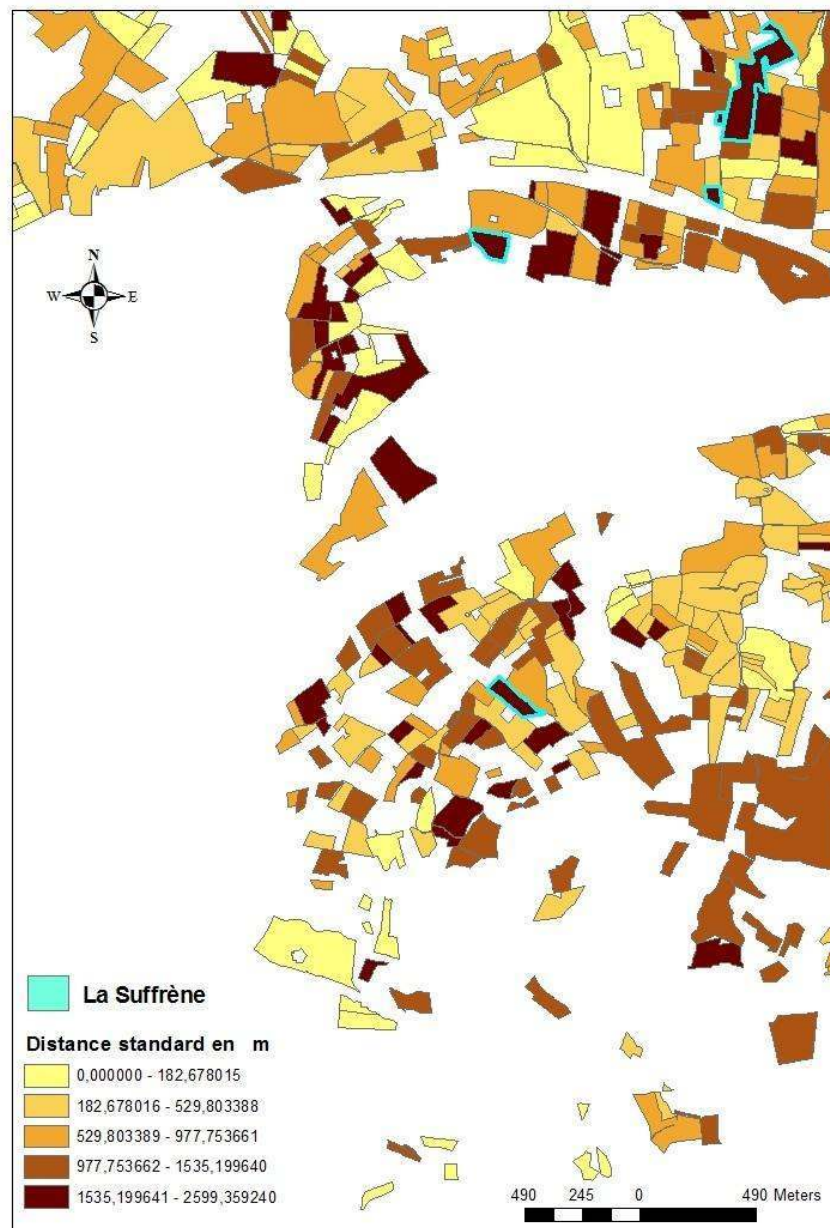 N
W E
S
La Suffrène
Distance standard en m
0,000000 - 182,678015
182,678016 - 529,803388
529,803389 - 977,753661
977,753662 - 1535,199640
1535,199641 - 2599,359240
490 245 0 490 Meters